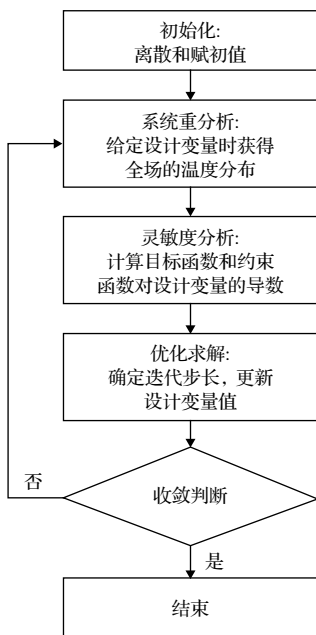 初始化:
离散和赋初值
系统重分析:
给定设计变量时获得
全场的温度分布
灵敏度分析:
计算目标函数和约束
函数对设计变量的导数
优化求解:
确定迭代步长, 更新
设计变量值
否
收敛判断
是
结束